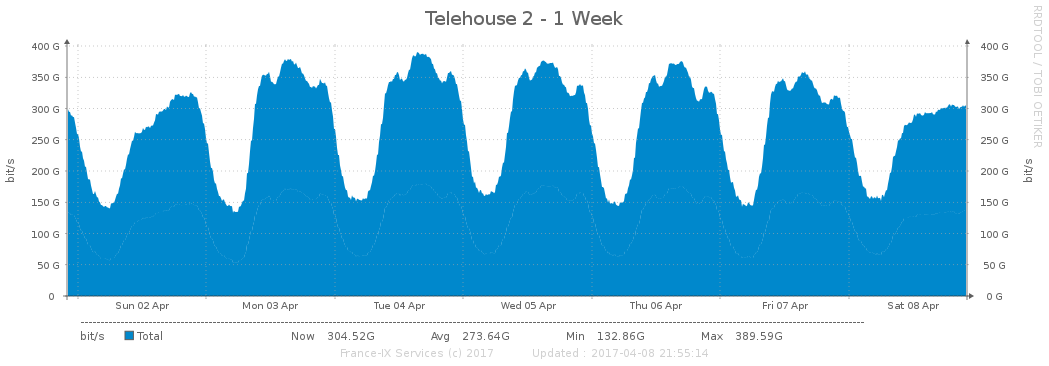 Telehouse 2 - 1 Week
RRDTOOL / TOBI OETIKER
400 G 400 G
350 G 350 G
300 G 300 G
250 G 250 G
200 G 200 G
150 G 150 G
100 G 100 G
50 G 50 G
0 0 G
bit/s bit/s
Sun 02 Apr Mon 03 Apr Tue 04 Apr Wed 05 Apr Thu 06 Apr Fri 07 Apr Sat 08 Apr
bit/s Total Now 304.52G Avg 273.64G Min 132.86G Max 389.59G
France-IX Services (c) 2017 Updated : 2017-04-08 21:55:14